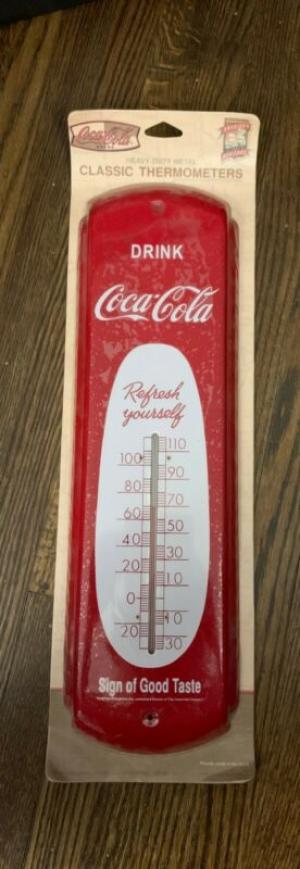 Coca-Cola
HEAVY DUTY METAL
CLASSIC THERMOMETERS
DRINK
Coca-Cola
Refresh
yourself
110
100
90
80
70
60
50
40
30
20
10
0
10
20
30
Sign of Good Taste